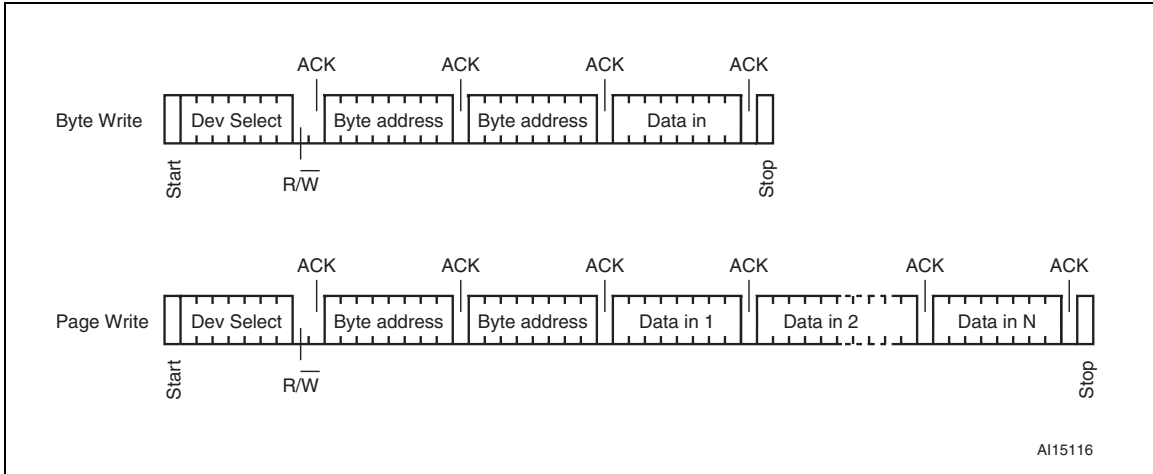 ACK ACK ACK ACK
Byte Write Dev Select Byte address Byte address Data in
Start R/W̅ Stop
ACK ACK ACK ACK ACK ACK
Page Write Dev Select Byte address Byte address Data in 1 Data in 2 Data in N
Start R/W̅ Stop
AI15116